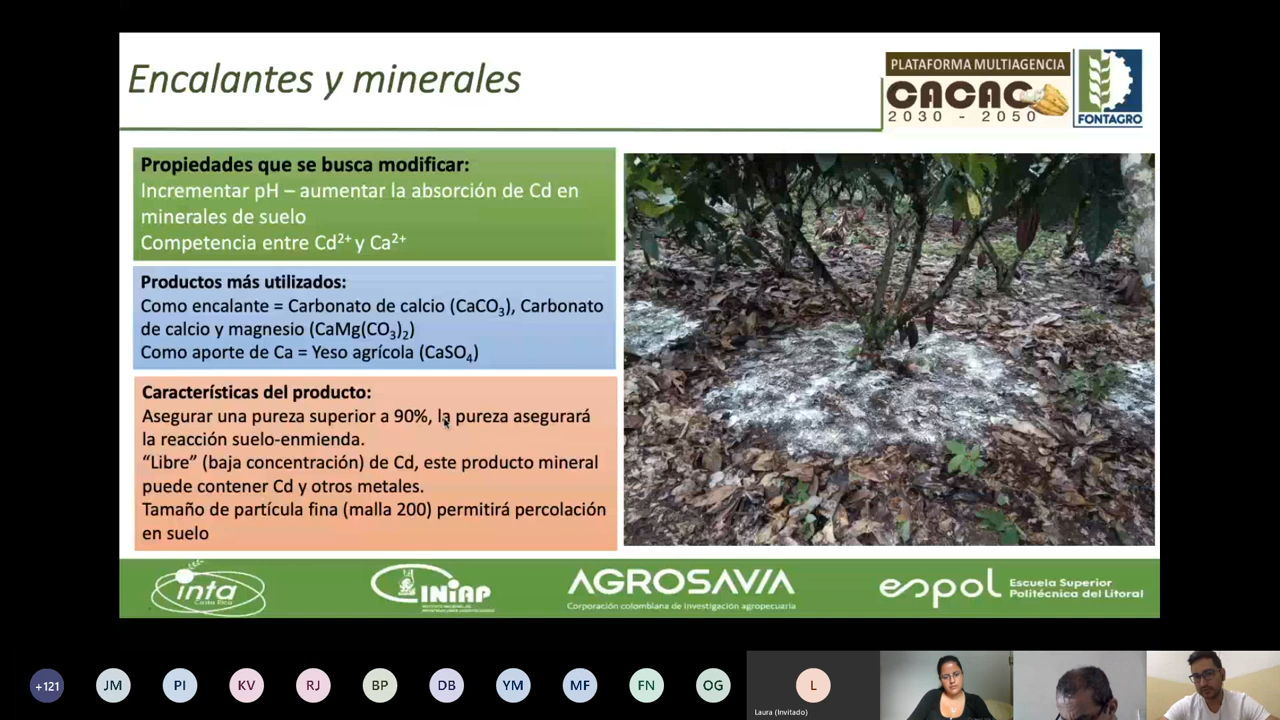 Encalantes y minerales
PLATAFORMA MULTIAGENCIA
CACAO
2030 - 2050
FONTAGRO
Propiedades que se busca modificar:
Incrementar pH – aumentar la absorción de Cd en
minerales de suelo
Competencia entre Cd²⁺ y Ca²⁺
Productos más utilizados:
Como encalante = Carbonato de calcio (CaCO₃), Carbonato
de calcio y magnesio (CaMg(CO₃)₂)
Como aporte de Ca = Yeso agrícola (CaSO₄)
Características del producto:
Asegurar una pureza superior a 90%, la pureza asegurará
la reacción suelo-enmienda.
“Libre” (baja concentración) de Cd, este producto mineral
puede contener Cd y otros metales.
Tamaño de partícula fina (malla 200) permitirá percolación
en suelo
inta
Costa Rica
INIAP
AGROSAVIA
Corporación colombiana de investigación agropecuaria
espol
Escuela Superior
Politécnica del Litoral
+121 JM PI KV RJ BP DB YM MF FN OG L
Laura (Invitado)